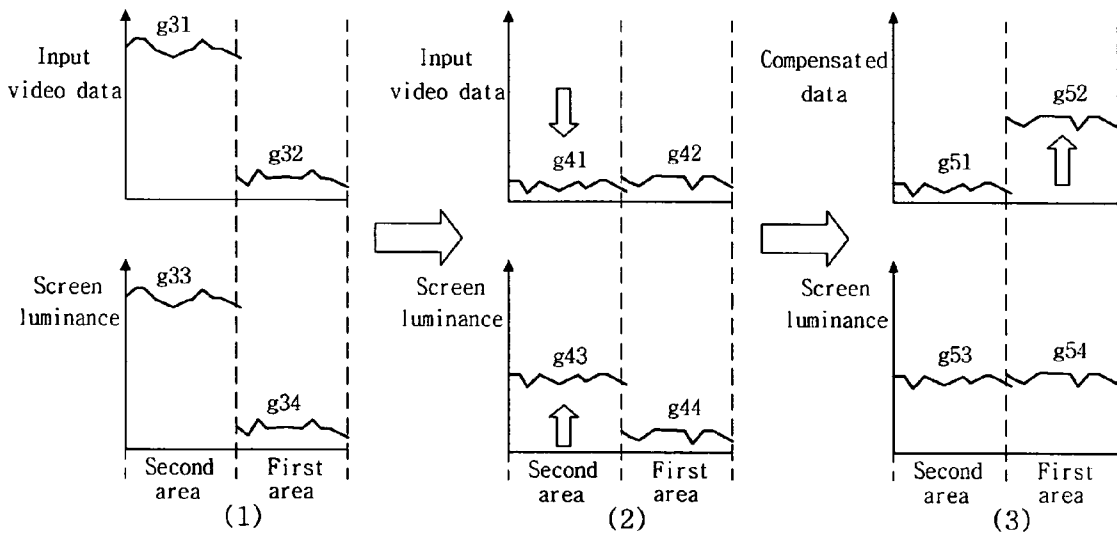 Input
video data
g31
g32
Screen
luminance
g33
g34
Second
area
First
area
(1)
Input
video data
g41
g42
Screen
luminance
g43
g44
Second
area
First
area
(2)
Compensated
data
g51
g52
Screen
luminance
g53
g54
Second
area
First
area
(3)